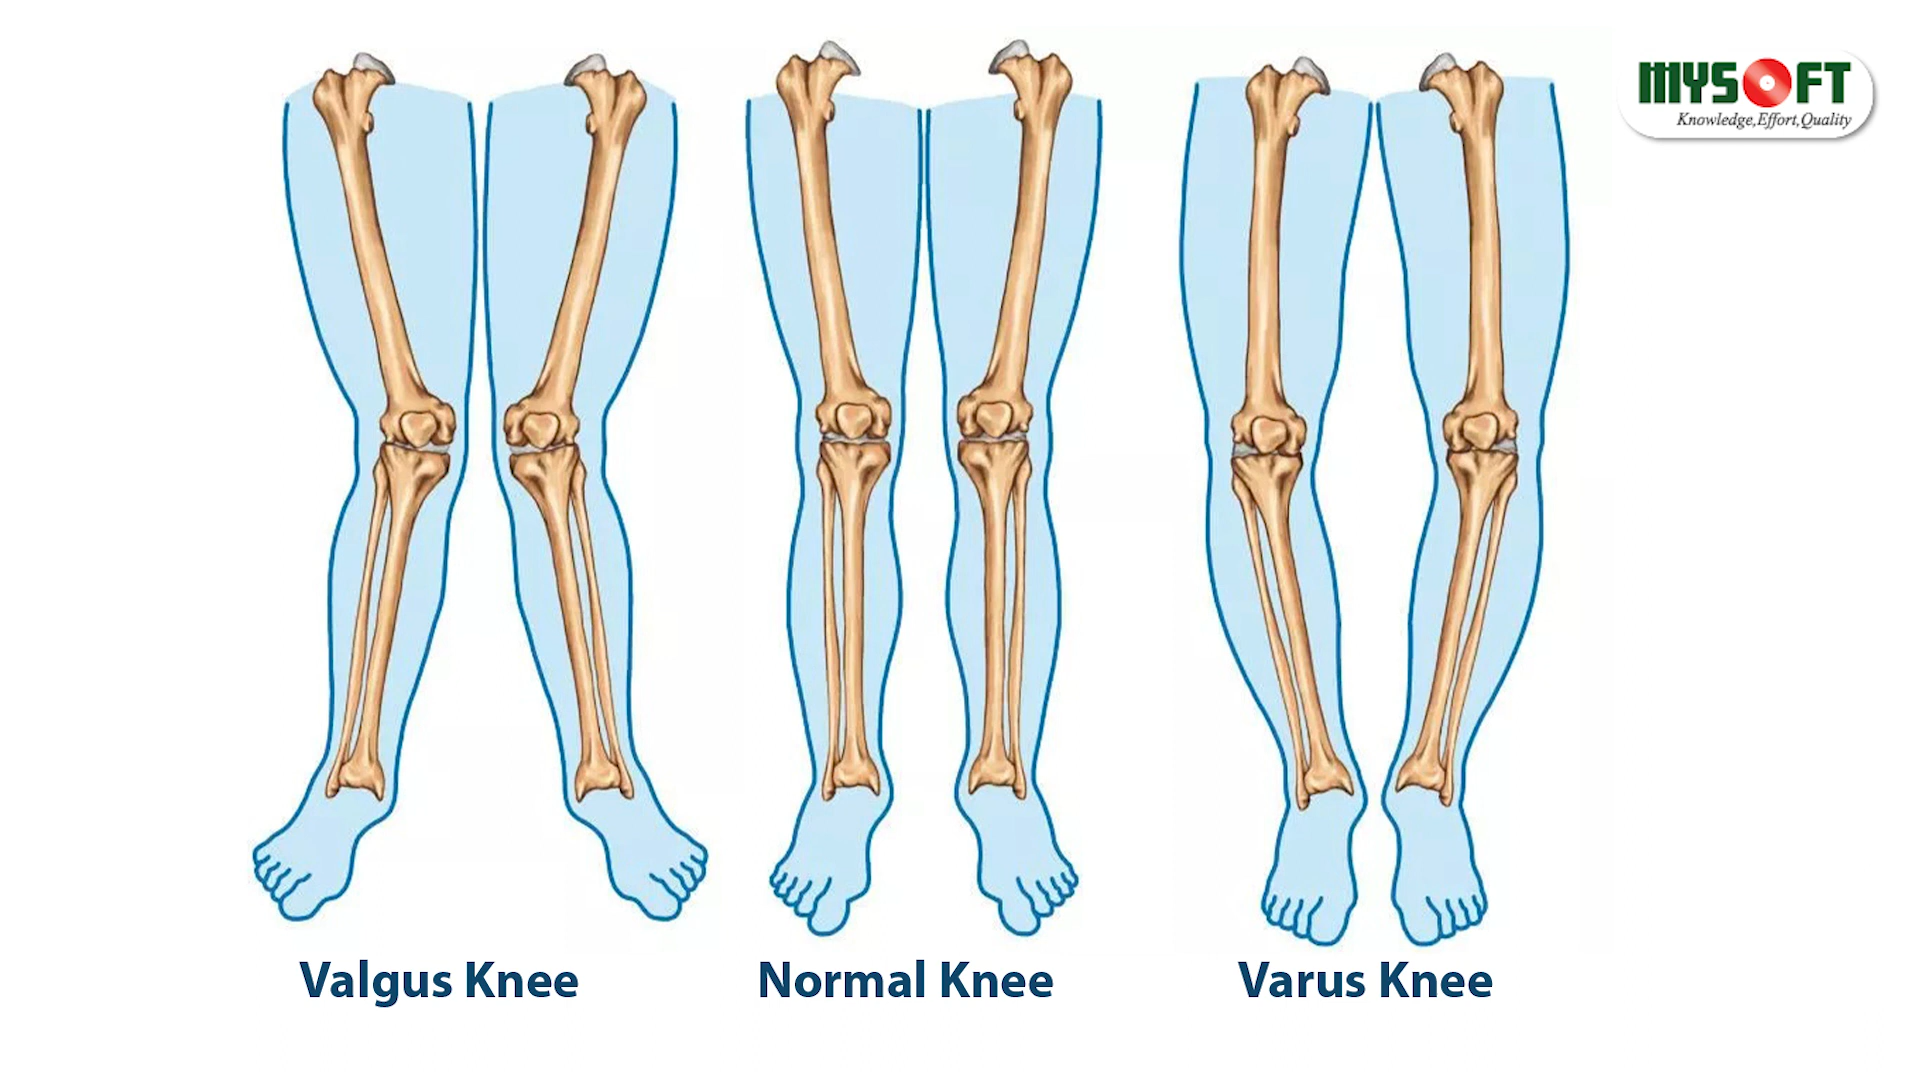 MYSOFT
Knowledge,Effort,Quality
Valgus Knee
Normal Knee
Varus Knee